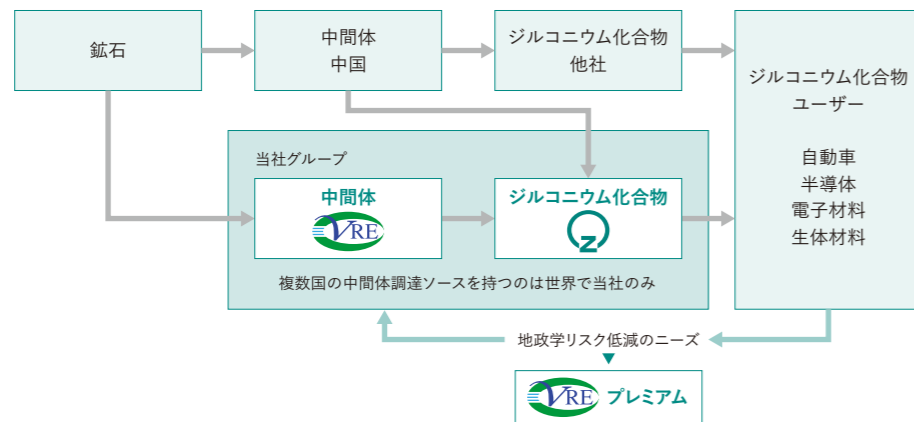 鉱石
中間体
中国
ジルコニウム化合物
他社
ジルコニウム化合物
ユーザー
自動車
半導体
電子材料
生体材料
当社グループ
中間体
VRE
ジルコニウム化合物
Z
複数国の中間体調達ソースを持つのは世界で当社のみ
地政学リスク低減のニーズ
VRE プレミアム